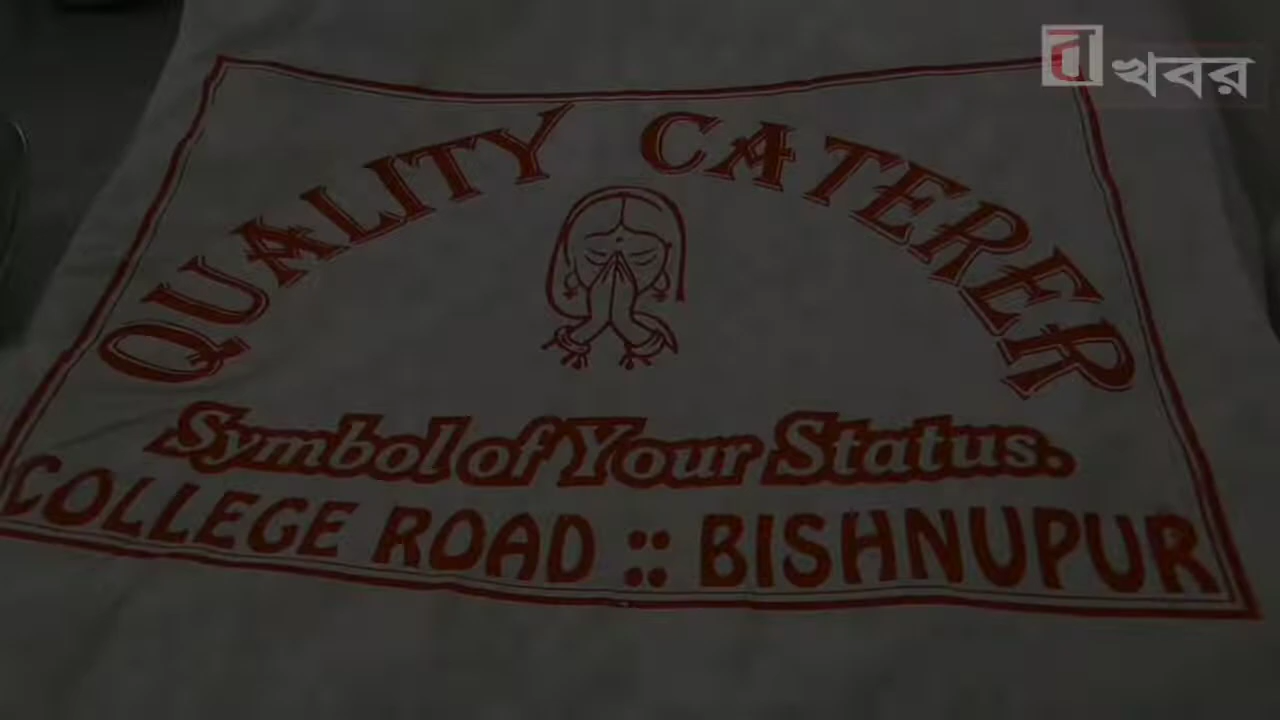 ব খবর
QUALITY CATERER
Symbol of Your Status.
COLLEGE ROAD :: BISHNUPUR